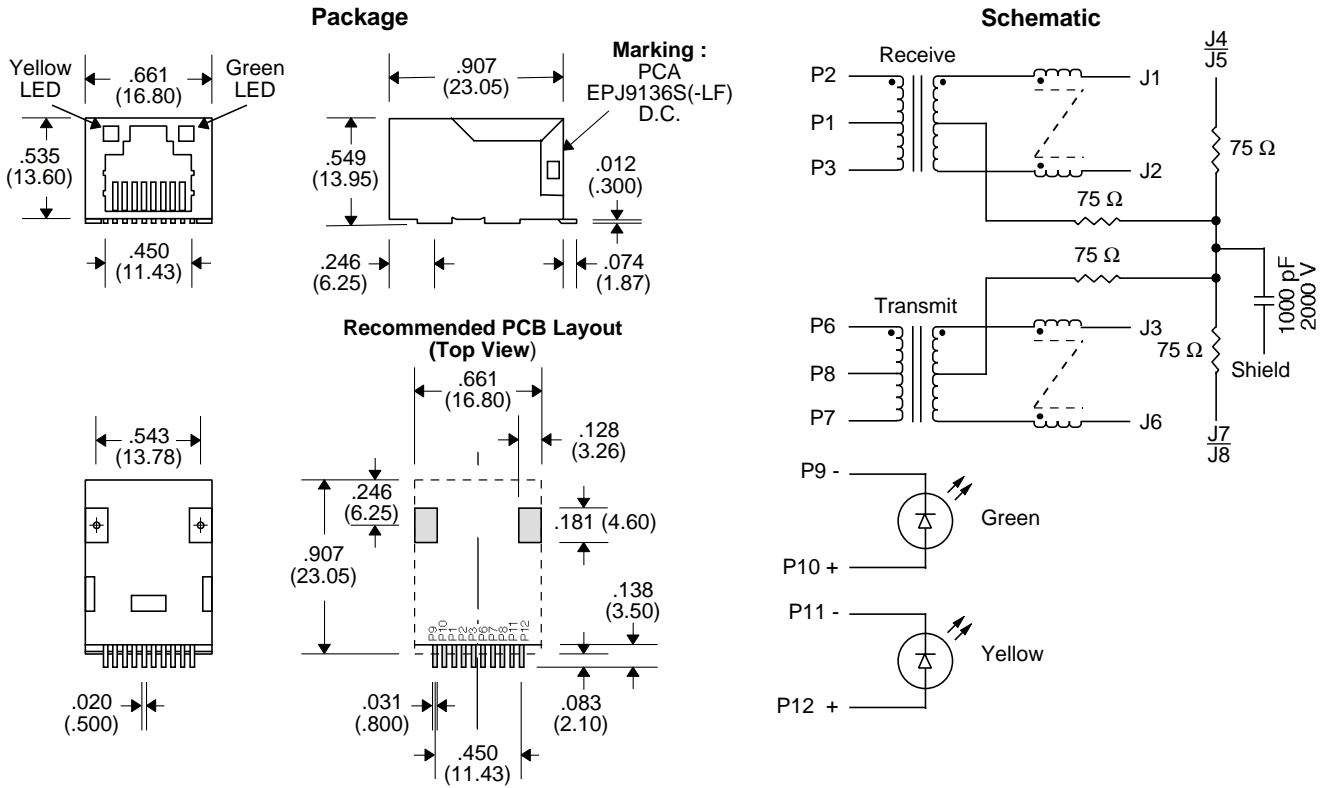 Package
Yellow
LED
.661
(16.80)
Green
LED
.535
(13.60)
.450
(11.43)
.907
(23.05)
Marking :
PCA
EPJ9136S(-LF)
D.C.
.549
(13.95)
.012
(.300)
.246
(6.25)
.074
(1.87)
.543
(13.78)
.020
(.500)
Recommended PCB Layout
(Top View)
.661
(16.80)
.128
(3.26)
.246
(6.25)
.181 (4.60)
.907
(23.05)
.138
(3.50)
P9
P10
P1
P2
P3
P6
P7
P8
P11
P12
.031
(.800)
.083
(2.10)
.450
(11.43)
Schematic
Receive
P2
P1
P3
J1
J2
J4
J5
75 Ω
75 Ω
75 Ω
1000 pF
2000 V
Shield
Transmit
P6
P8
P7
J3
75 Ω
J6
J7
J8
P9 -
Green
P10 +
P11 -
Yellow
P12 +